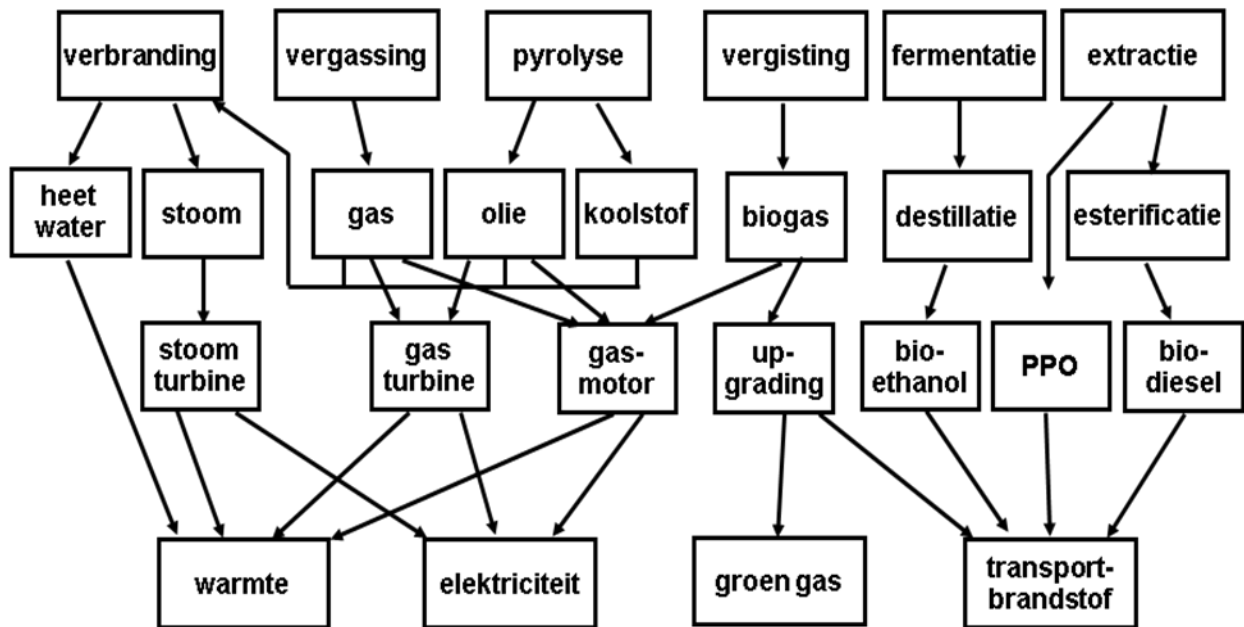 verbranding
vergassing
pyrolyse
vergisting
fermentatie
extractie
heet
water
stoom
gas
olie
koolstof
biogas
destillatie
esterificatie
stoom
turbine
gas
turbine
gas-
motor
up-
grading
bio-
ethanol
PPO
bio-
diesel
warmte
elektriciteit
groen gas
transport-
brandstof